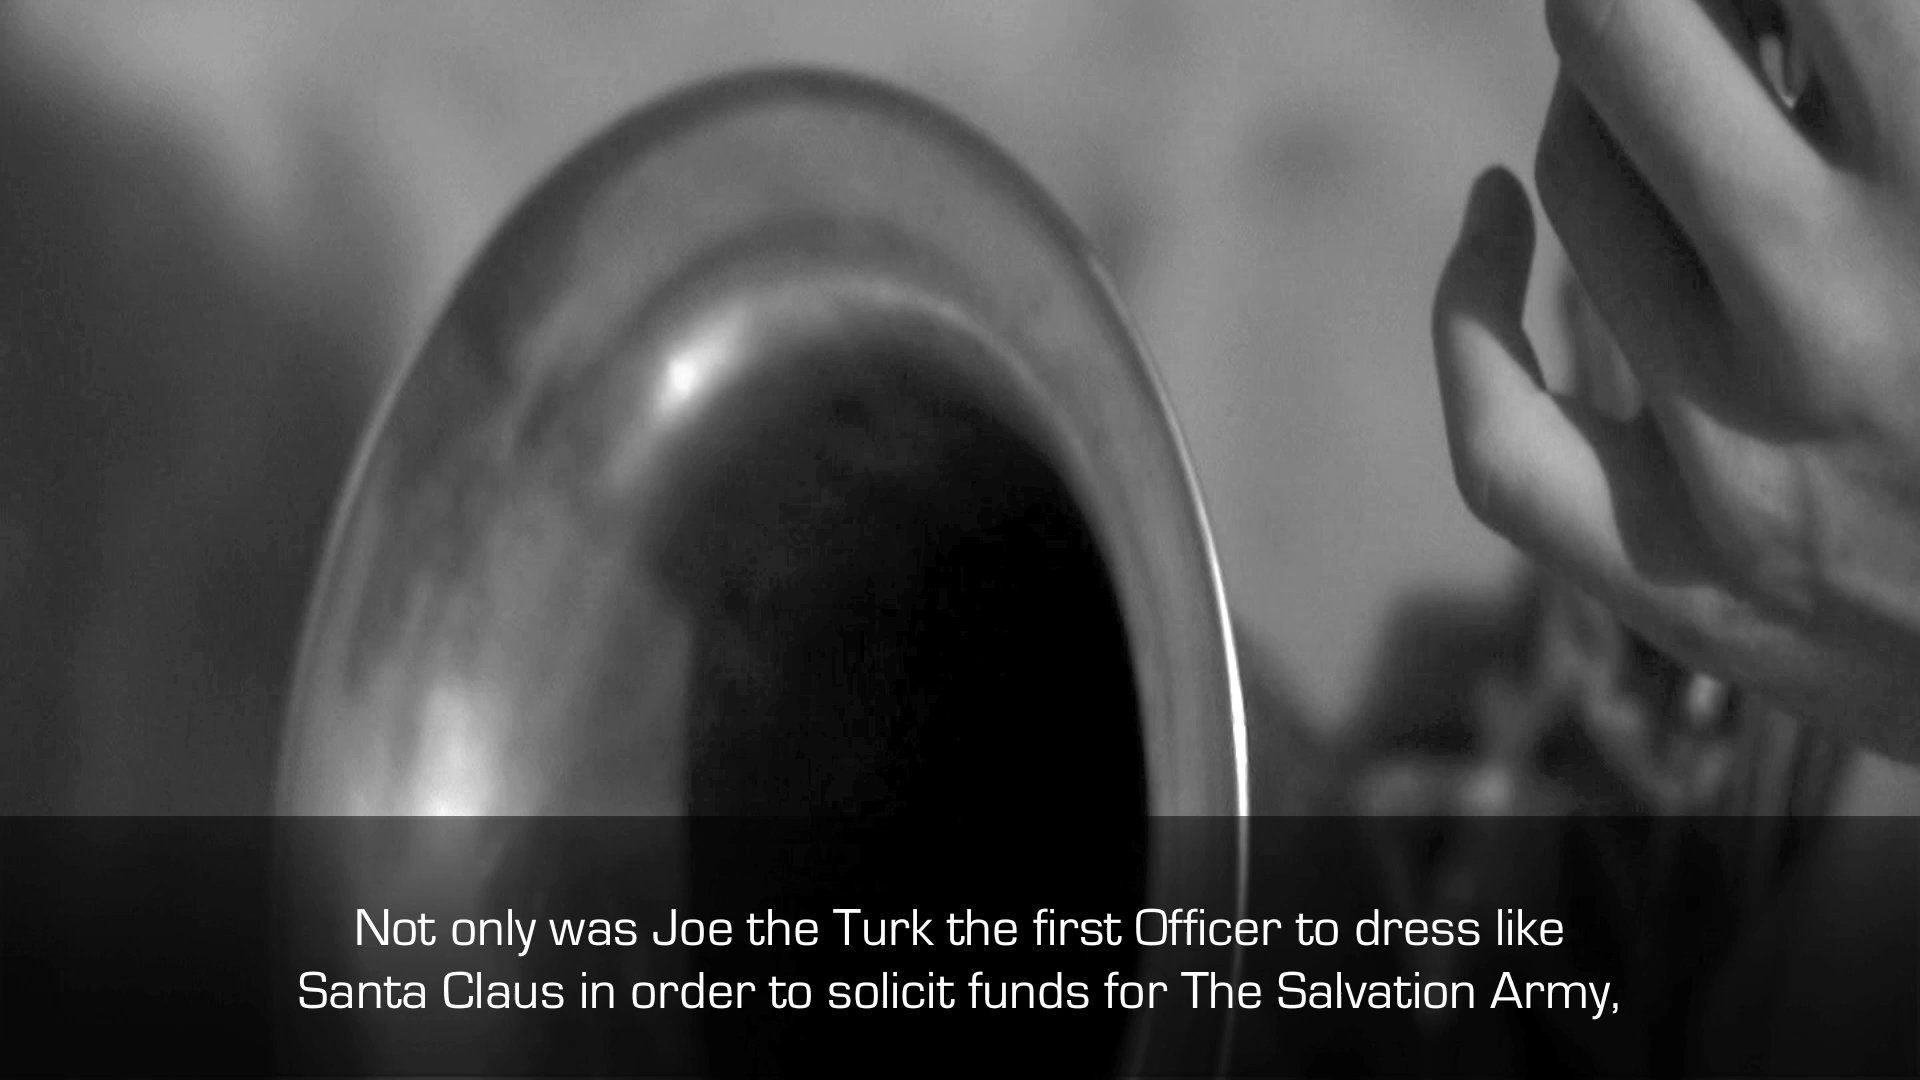 Not only was Joe the Turk the first Officer to dress like
Santa Claus in order to solicit funds for The Salvation Army,